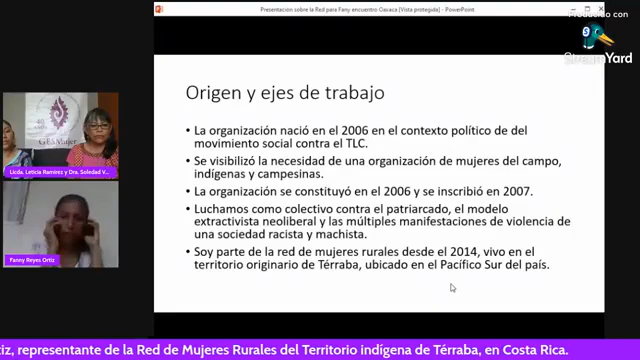 Presentación sobre la Red para Feny encuentro Oaxaca [Vista protegida] - PowerPoint
Producido con
StreamYard
Origen y ejes de trabajo
• La organización nació en el 2006 en el contexto político de del
movimiento social contra el TLC.
• Se visibilizó la necesidad de una organización de mujeres del campo,
indígenas y campesinas.
• La organización se constituyó en el 2006 y se inscribió en 2007.
• Luchamos como colectivo contra el patriarcado, el modelo
extractivista neoliberal y las múltiples manifestaciones de violencia de
una sociedad racista y machista.
• Soy parte de la red de mujeres rurales desde el 2014, vivo en el
territorio originario de Térraba, ubicado en el Pacífico Sur del país.
GESMujer
Licda. Leticia Ramírez y Dra. Soledad V...
Fanny Reyes Ortiz
iz, representante de la Red de Mujeres Rurales del Territorio indígena de Térraba, en Costa Rica.